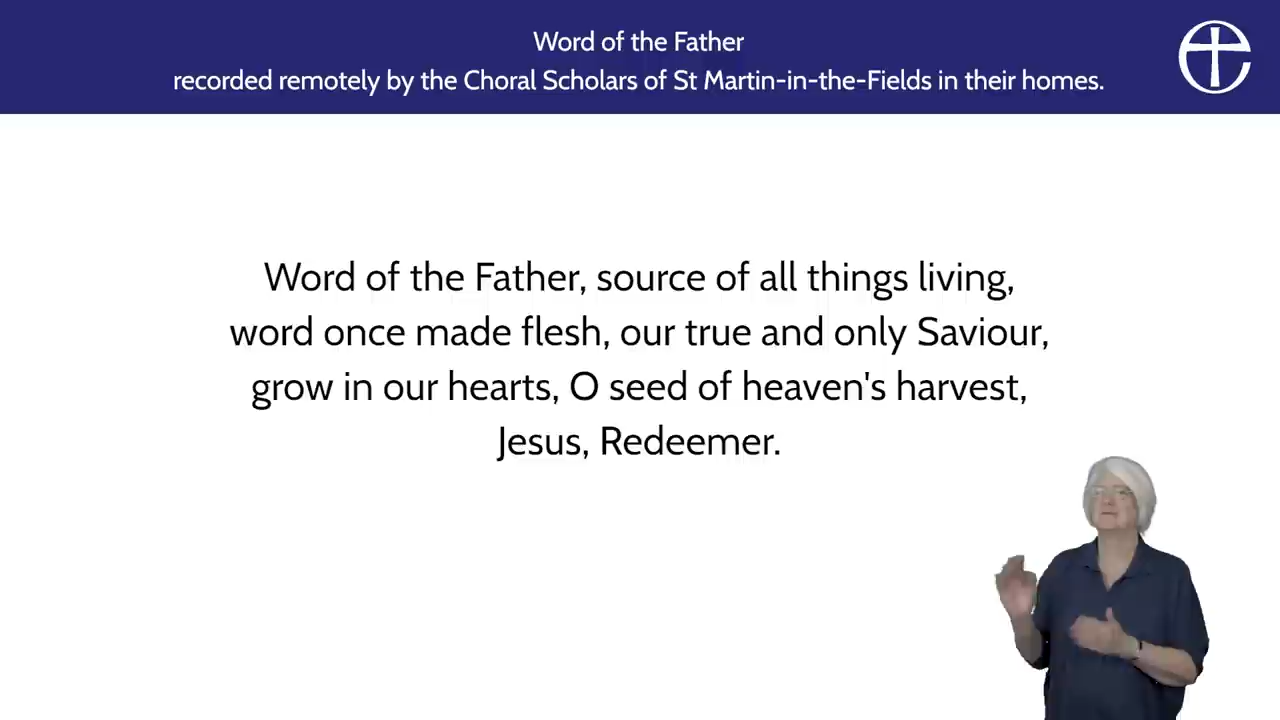 Word of the Father
recorded remotely by the Choral Scholars of St Martin-in-the-Fields in their homes.
Word of the Father, source of all things living,
word once made flesh, our true and only Saviour,
grow in our hearts, O seed of heaven's harvest,
Jesus, Redeemer.